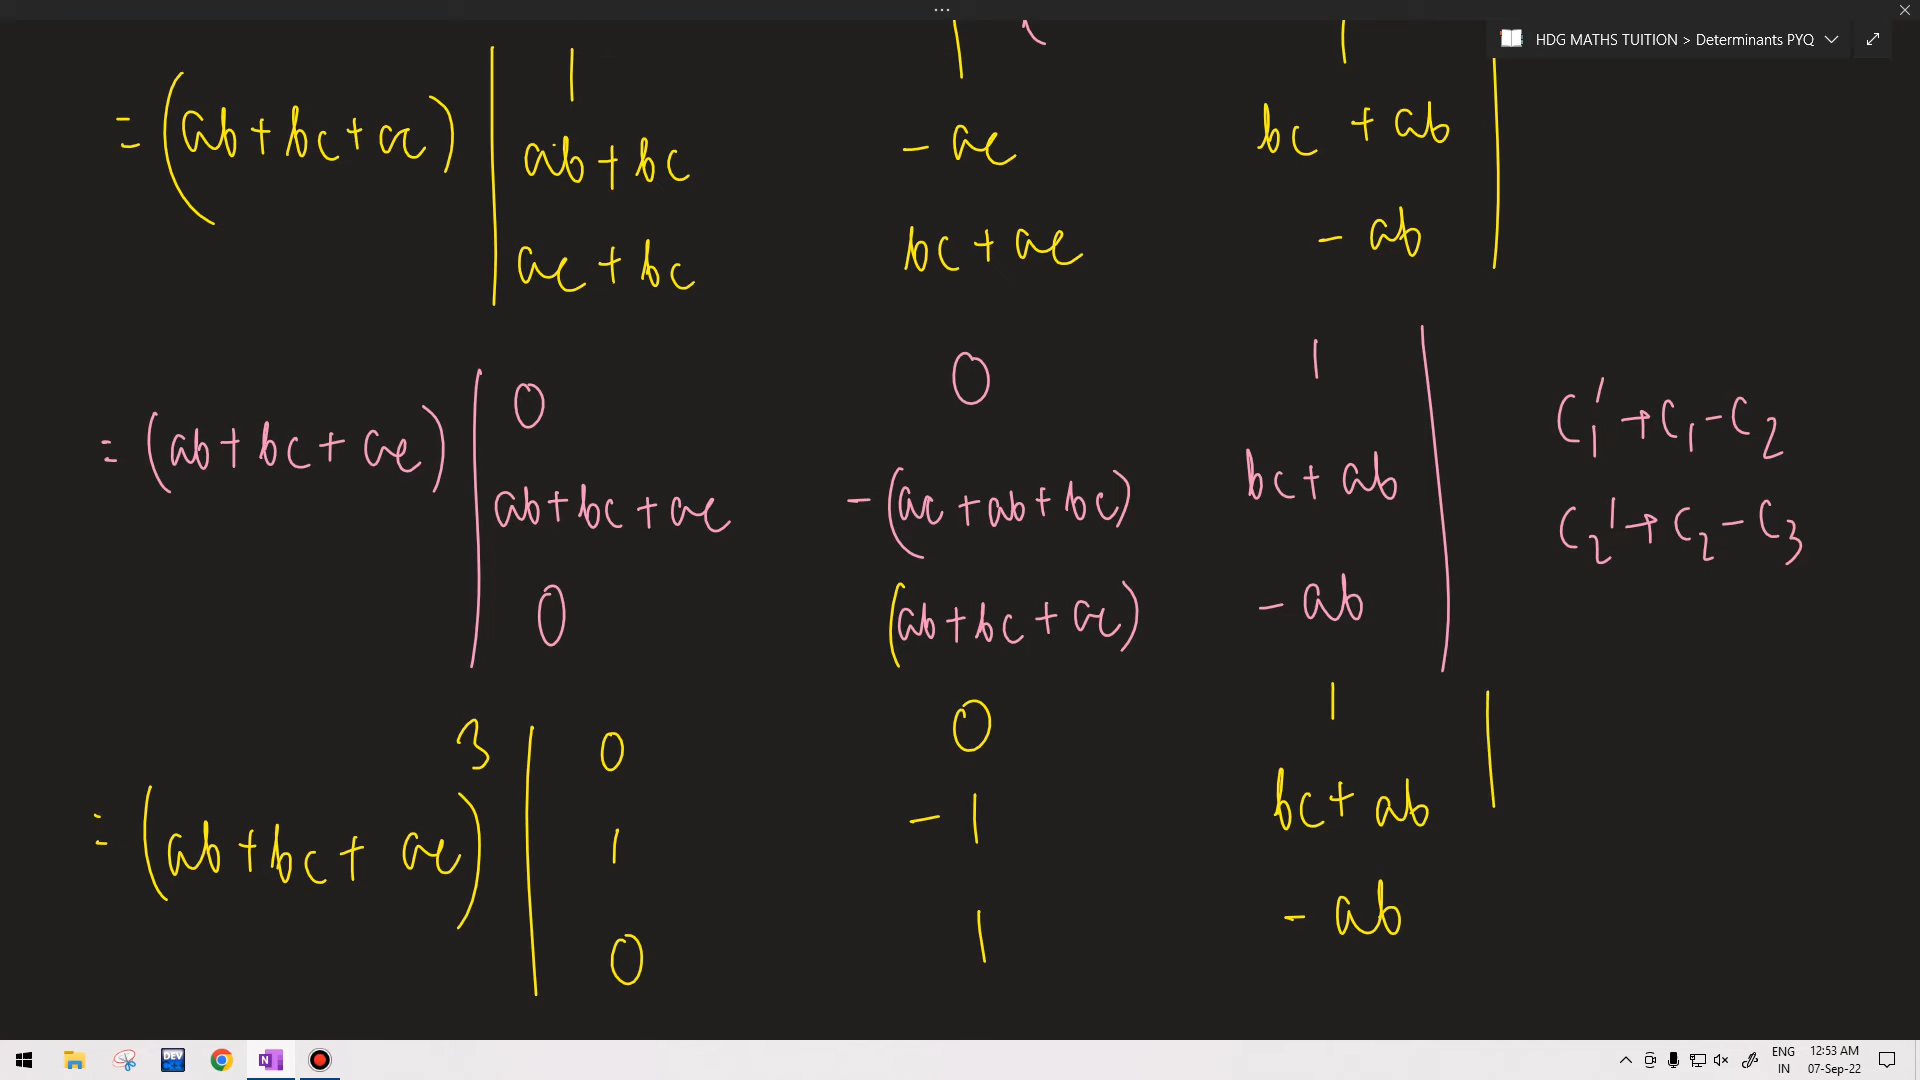 HDG MATHS TUITION > Determinants PYQ
1 1 1
= (ab+bc+ac) | ab+bc -ac bc+ab |
ac+bc bc+ac -ab
0 0 1
= (ab+bc+ac) | ab+bc+ac -(ac+ab+bc) bc+ab | C₁' → C₁-C₂
0 (ab+bc+ac) -ab C₂' → C₂-C₃
0 0 1
= (ab+bc+ac)³ | 1 -1 bc+ab |
0 1 -ab
DEV
N
ENG
IN
12:53 AM
07-Sep-22